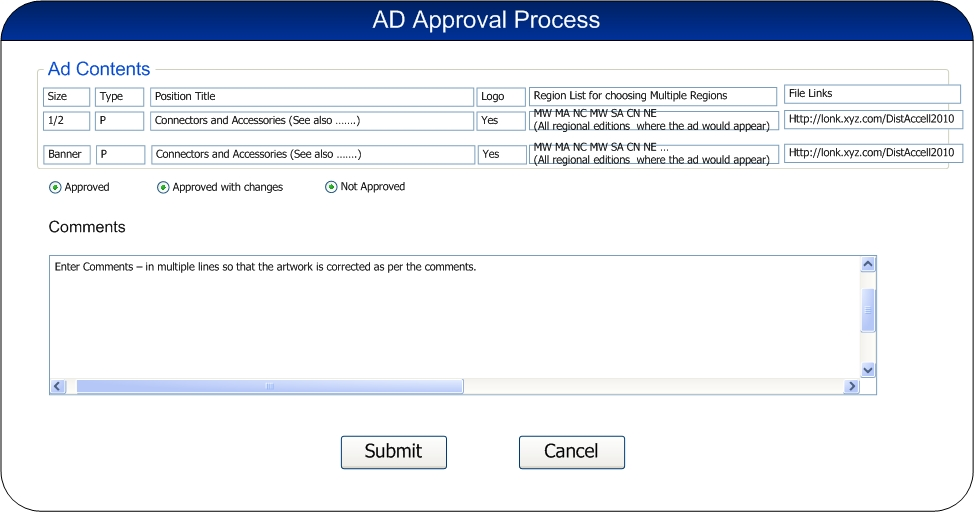 AD Approval Process
Ad Contents
Size Type Position Title Logo Region List for choosing Multiple Regions File Links
1/2 P Connectors and Accessories (See also .......) Yes MW MA NC MW SA CN NE Http://lonk.xyz.com/DistAccell2010
(All regional editions where the ad would appear)
Banner P Connectors and Accessories (See also .......) Yes MW MA NC MW SA CN NE ... Http://lonk.xyz.com/DistAccell2010
(All regional editions where the ad would appear)
Approved Approved with changes Not Approved
Comments
Enter Comments – in multiple lines so that the artwork is corrected as per the comments.
Submit Cancel